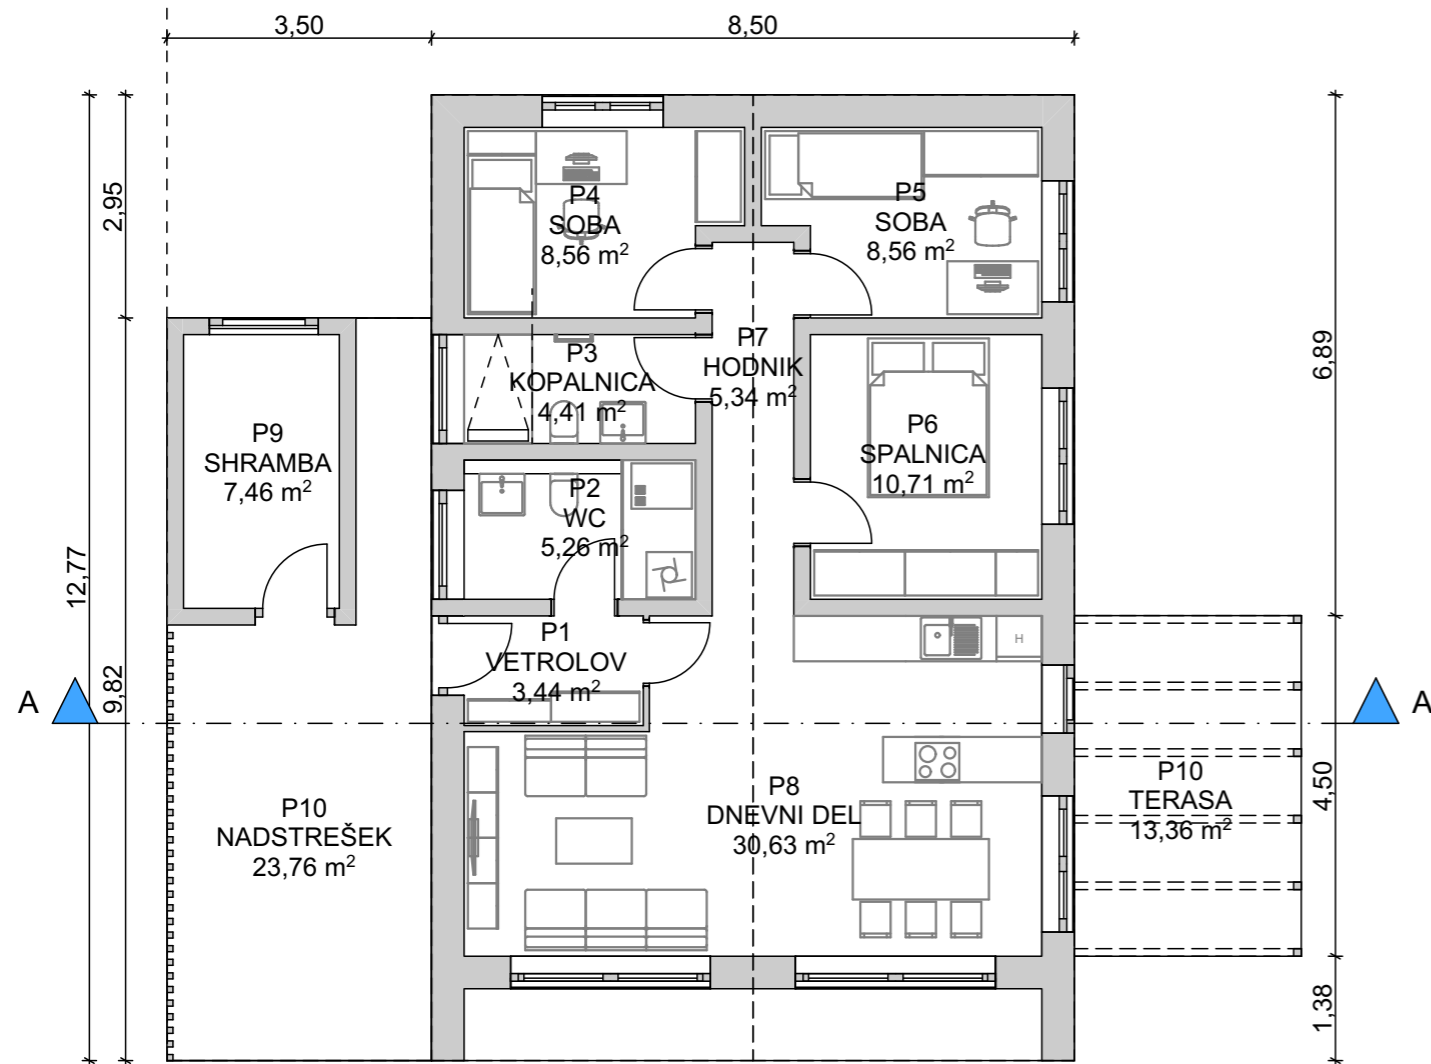 3,50
8,50
2,95
12,77
9,82
6,89
4,50
1,38
P4
SOBA
8,56 m²
P5
SOBA
8,56 m²
P3
KOPALNICA
4,41 m²
P7
HODNIK
5,34 m²
P9
SHRAMBA
7,46 m²
P6
SPALNICA
10,71 m²
P2
WC
5,26 m²
P1
VETROLOV
3,44 m²
H
A
A
P10
NADSTREŠEK
23,76 m²
P8
DNEVNI DEL
30,63 m²
P10
TERASA
13,36 m²